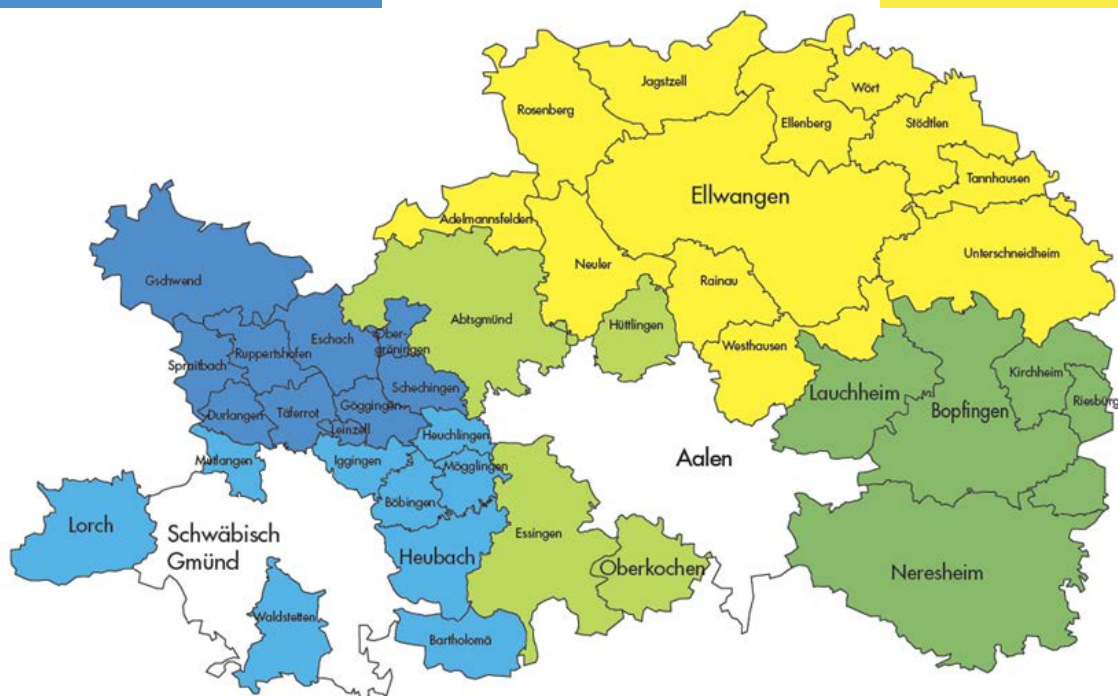 Jagstzell
Wört
Rosenberg
Ellenberg
Stödtlen
Tannhausen
Ellwangen
Adelmannsfelden
Unterschneidheim
Neuler
Rainau
Gschwend
Abtsgmünd
Hüttlingen
Eschach
Ober-
gröningen
Ruppertshofen
Westhausen
Spraitbach
Kirchheim
Schechingen
Lauchheim
Riesbürg
Göggingen
Durlangen
Täferrot
Bopfingen
Leinzell
Heuchlingen
Mutlangen
Iggingen
Mögglingen
Aalen
Böbingen
Lorch
Schwäbisch
Gmünd
Essingen
Heubach
Oberkochen
Neresheim
Waldstetten
Bartholomä